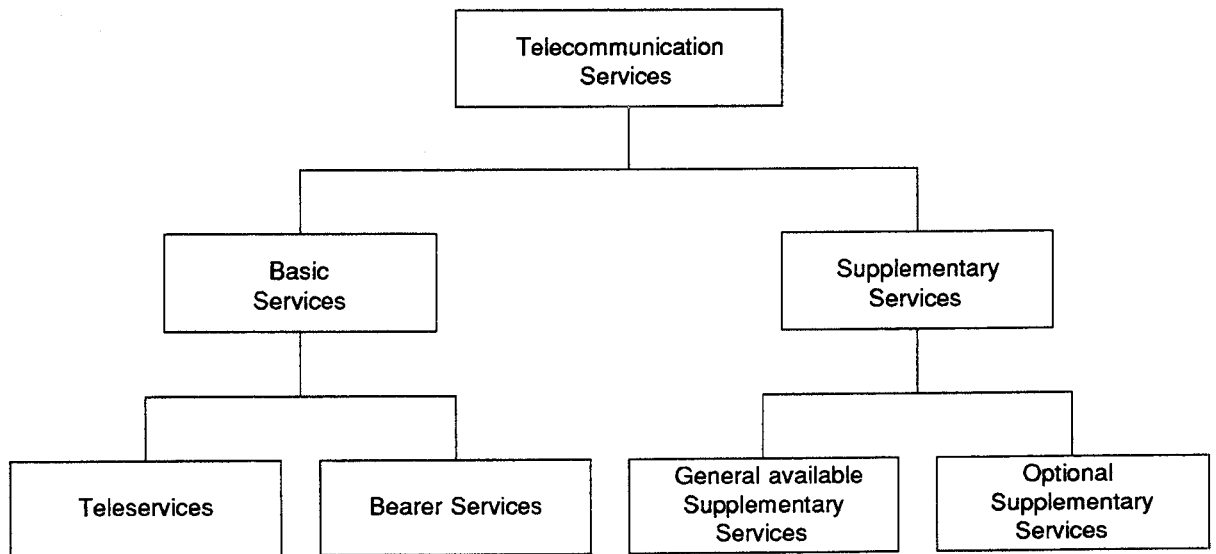 Telecommunication
Services
Basic
Services
Supplementary
Services
Teleservices
Bearer Services
General available
Supplementary
Services
Optional
Supplementary
Services